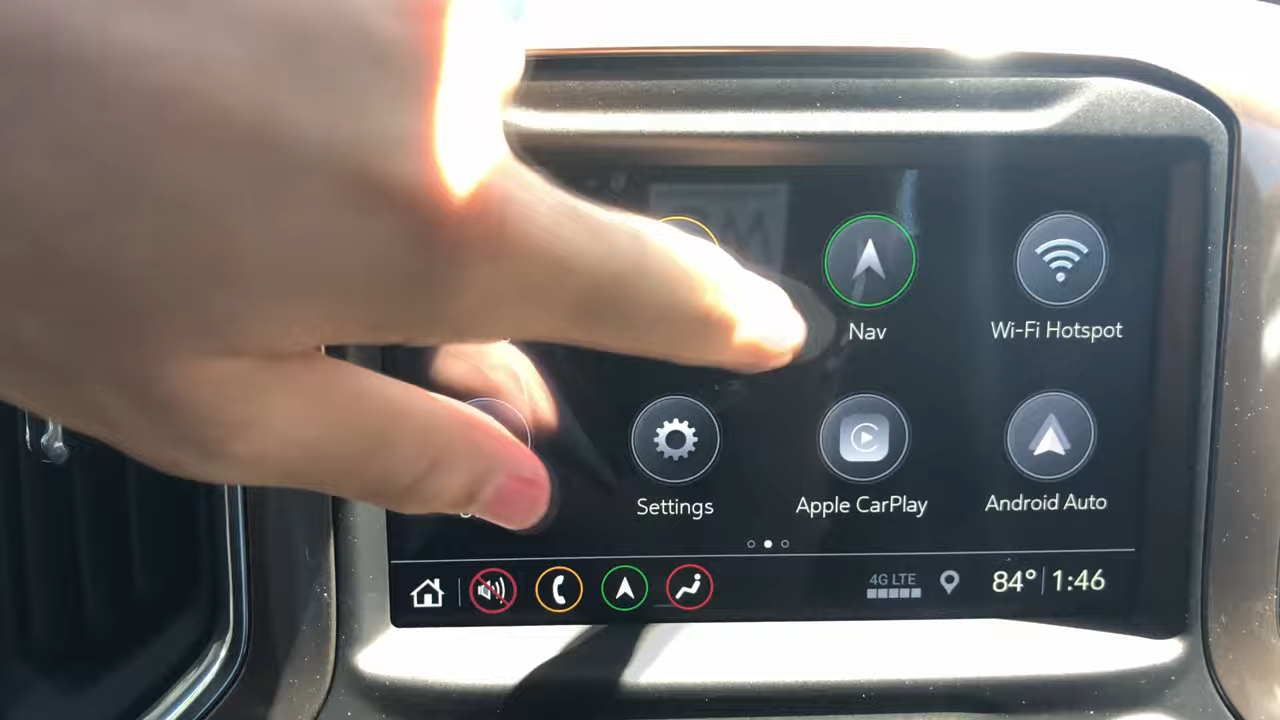 Nav
Wi-Fi Hotspot
Settings
Apple CarPlay
Android Auto
4G LTE
84° 1:46